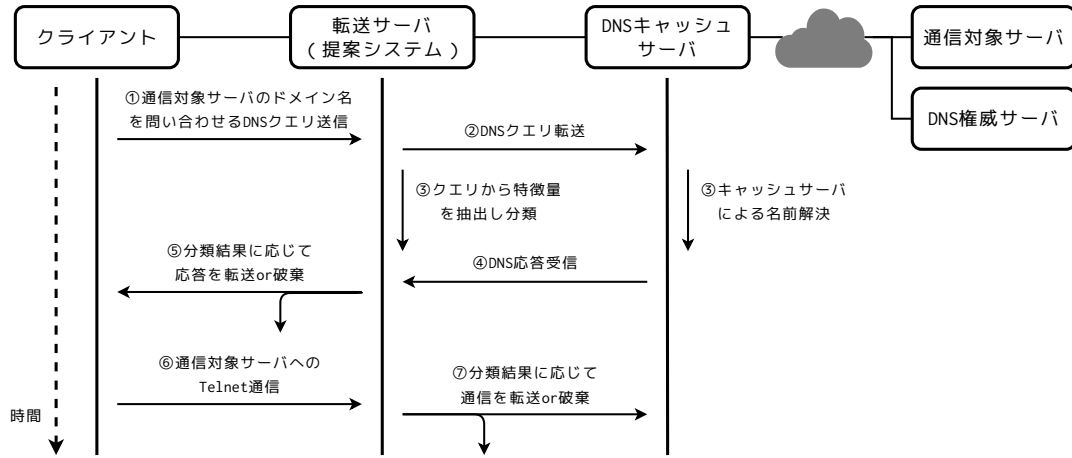 クライアント
転送サーバ
(提案システム)
DNSキャッシュ
サーバ
通信対象サーバ
DNS権威サーバ
①通信対象サーバのドメイン名
を問い合わせるDNSクエリ送信
②DNSクエリ転送
③クエリから特徴量
を抽出し分類
③キャッシュサーバ
による名前解決
④DNS応答受信
⑤分類結果に応じて
応答を転送or破棄
⑥通信対象サーバへの
Telnet通信
⑦分類結果に応じて
通信を転送or破棄
時間